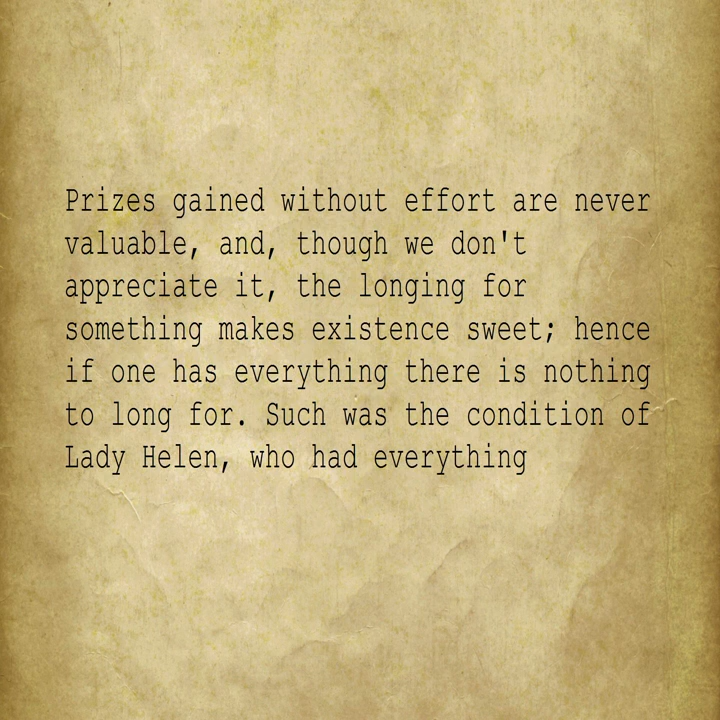 Prizes gained without effort are never
valuable, and, though we don't
appreciate it, the longing for
something makes existence sweet; hence
if one has everything there is nothing
to long for. Such was the condition of
Lady Helen, who had everything